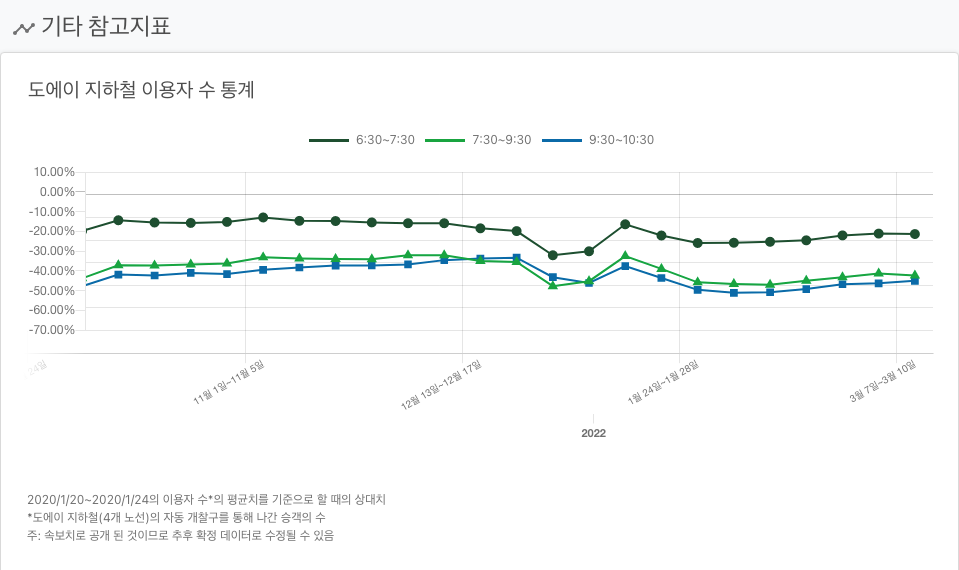 기타 참고지표
도에이 지하철 이용자 수 통계
6:30~7:30 7:30~9:30 9:30~10:30
10.00%
0.00%
-10.00%
-20.00%
-30.00%
-40.00%
-50.00%
-60.00%
-70.00%
24일
11월 1일~11월 5일
12월 13일~12월 17일
1월 24일~1월 28일
3월 7일~3월 10일
2022
2020/1/20~2020/1/24의 이용자 수*의 평균치를 기준으로 할 때의 상대치
*도에이 지하철(4개 노선)의 자동 개찰구를 통해 나간 승객의 수
주: 속보치로 공개 된 것이므로 추후 확정 데이터로 수정될 수 있음